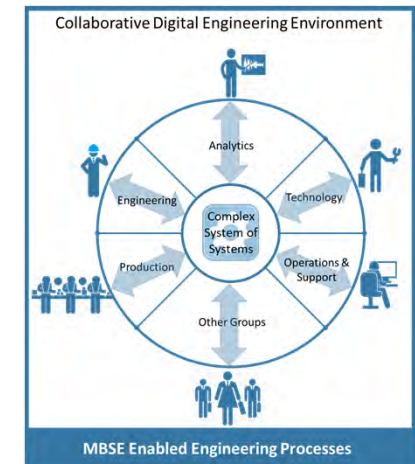 Collaborative Digital Engineering Environment
Analytics
Engineering
Technology
Complex
System of
Systems
Production
Operations &
Support
Other Groups
MBSE Enabled Engineering Processes